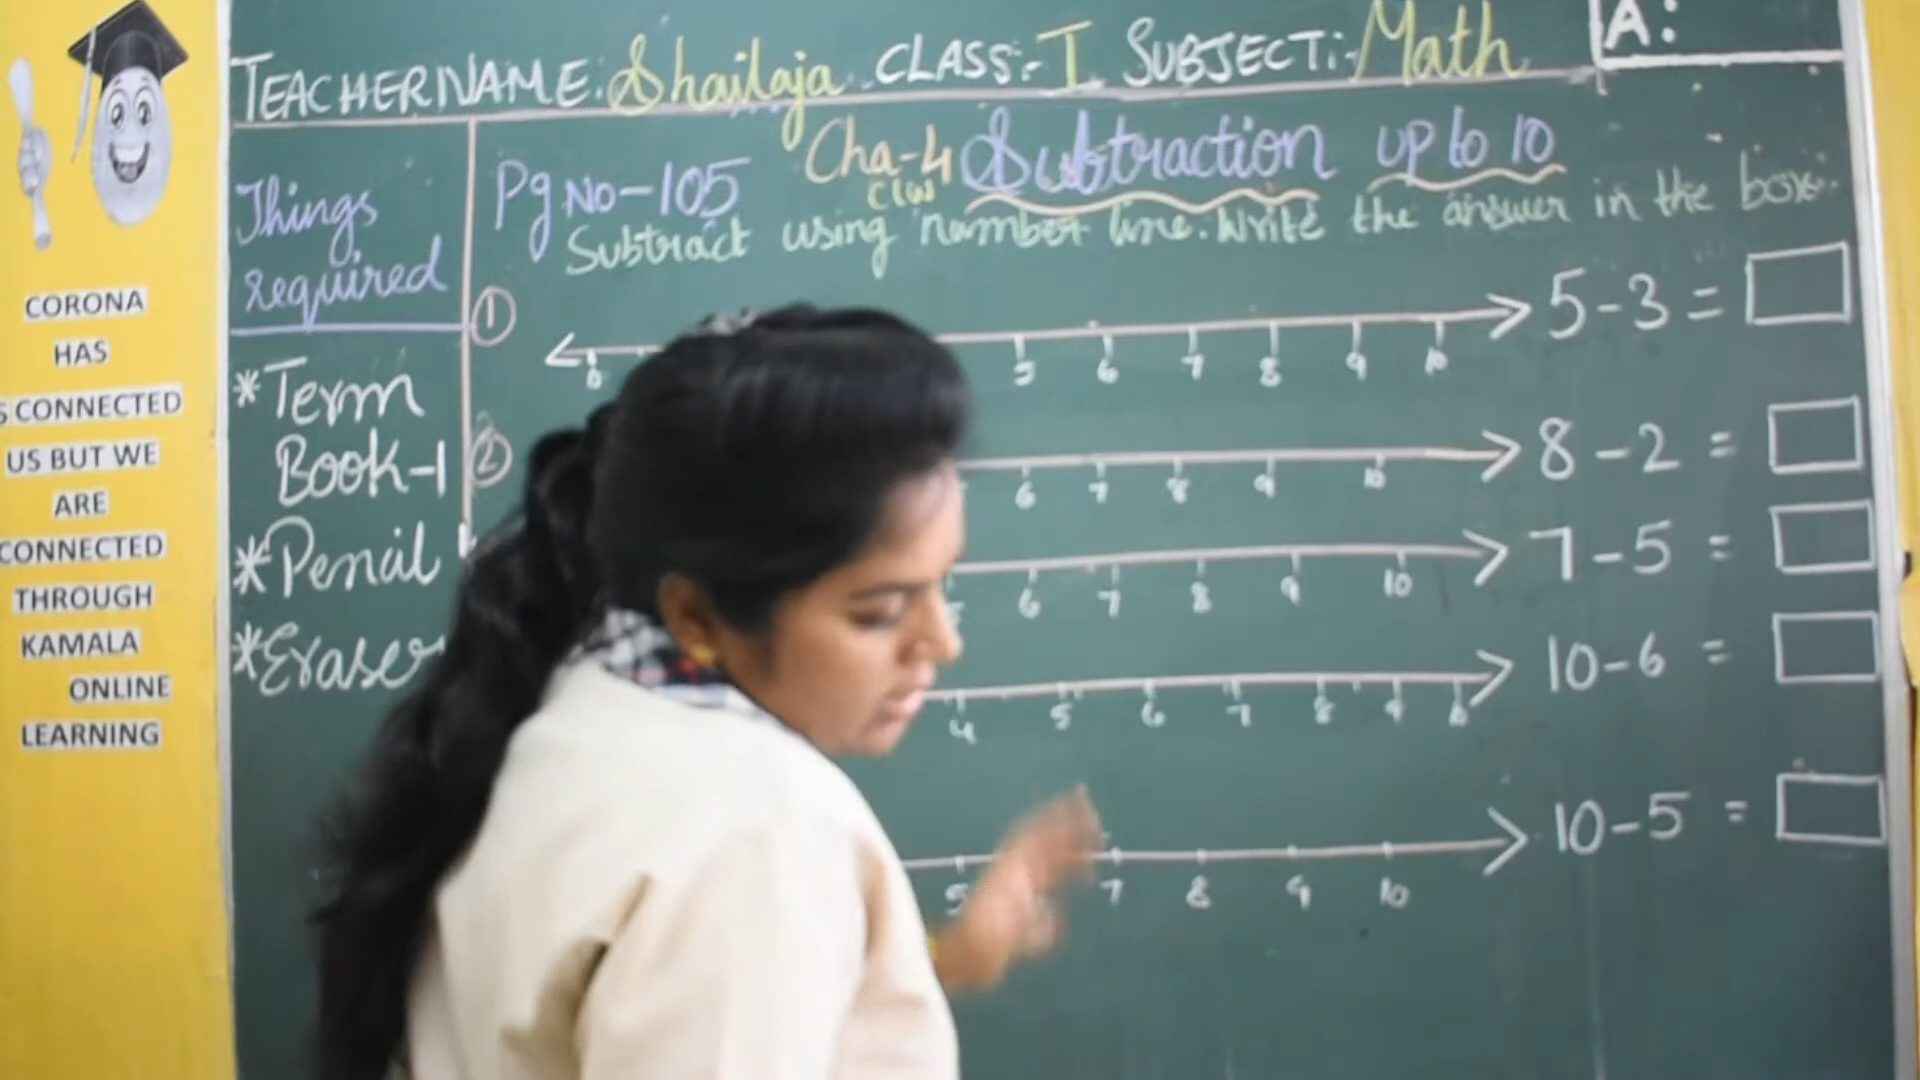 CORONA
HAS
CONNECTED
US BUT WE
ARE
CONNECTED
THROUGH
KAMALA
ONLINE
LEARNING
TEACHER NAME: Shailaja CLASS:- I SUBJECT:- Math
A:
Things
required
*Term
Book-1
*Pencil
*Eraser
Pg No-105 Cha-4 Subtraction up to 10
Subtract using number line. Write the answer in the box.
1 0 5 6 7 8 9 10 5-3=
2 6 7 8 9 10 8-2=
6 7 8 9 10 7-5=
4 5 6 7 8 9 10-6=
5 7 8 9 10 10-5=